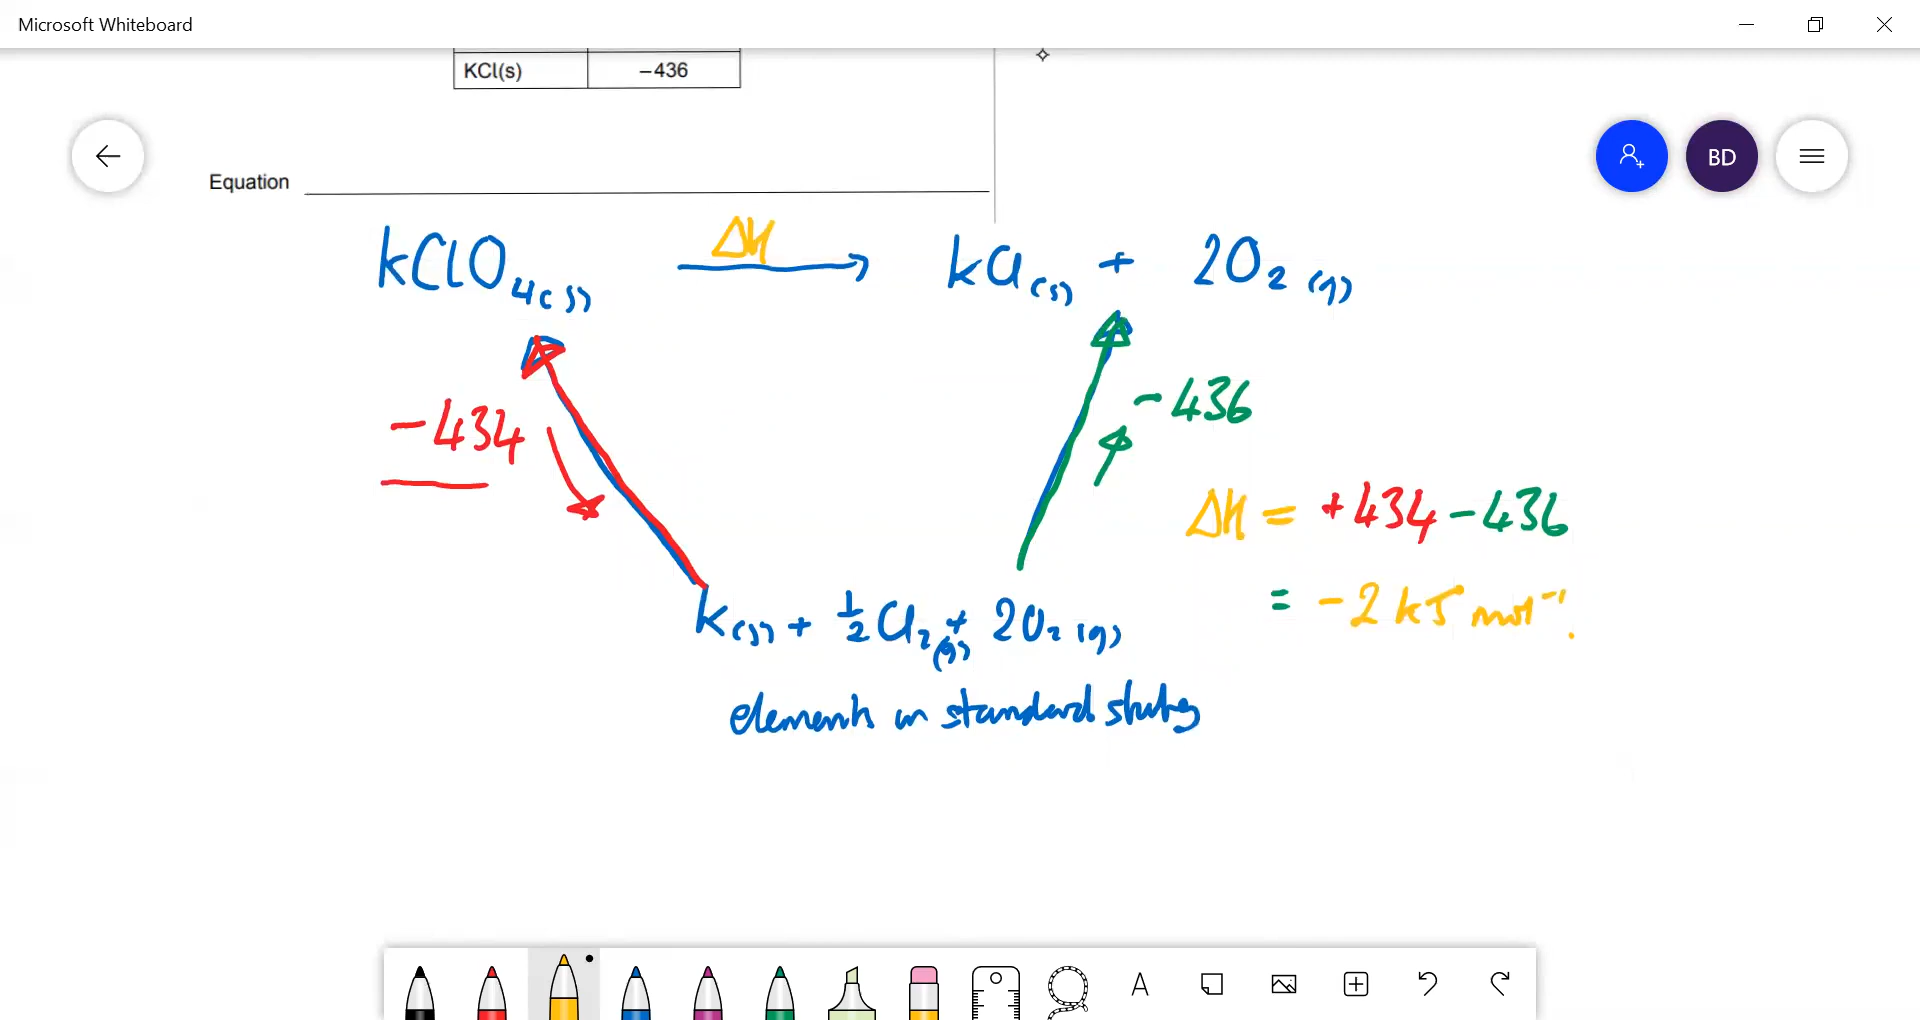 Microsoft Whiteboard
KCl(s) –436
BD
Equation
ΔH
KClO₄(s) → KCl(s) + 2O₂(g)
-434
-436
ΔH = +434 -436
= -2 kJ mol⁻¹.
K(s) + ½Cl₂(g) + 2O₂(g)
elements in standard states
A